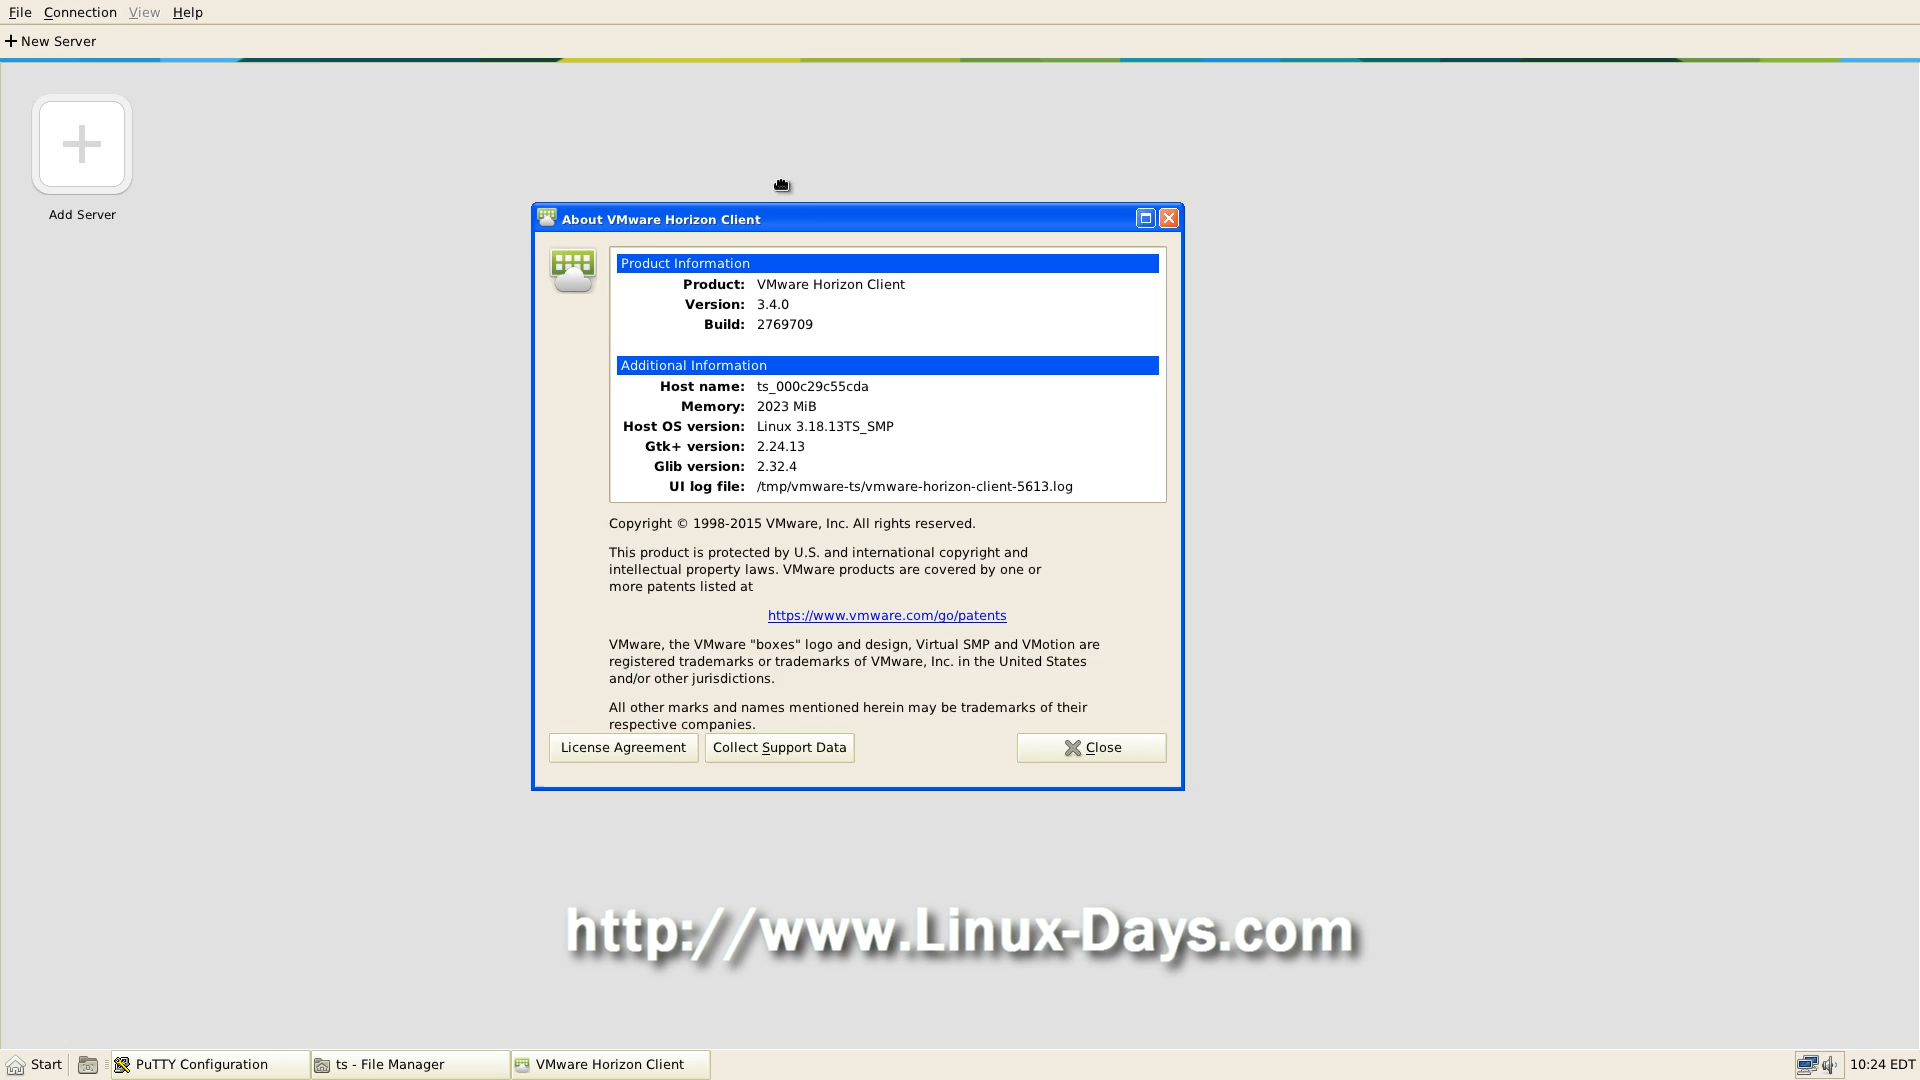 File Connection View Help
New Server
Add Server
About VMware Horizon Client
Product Information
Product: VMware Horizon Client
Version: 3.4.0
Build: 2769709
Additional Information
Host name: ts_000c29c55cda
Memory: 2023 MiB
Host OS version: Linux 3.18.13TS_SMP
Gtk+ version: 2.24.13
Glib version: 2.32.4
UI log file: /tmp/vmware-ts/vmware-horizon-client-5613.log
Copyright © 1998-2015 VMware, Inc. All rights reserved.
This product is protected by U.S. and international copyright and
intellectual property laws. VMware products are covered by one or
more patents listed at
https://www.vmware.com/go/patents
VMware, the VMware "boxes" logo and design, Virtual SMP and VMotion are
registered trademarks or trademarks of VMware, Inc. in the United States
and/or other jurisdictions.
All other marks and names mentioned herein may be trademarks of their
respective companies.
License Agreement Collect Support Data Close
http://www.Linux-Days.com
Start PuTTY Configuration ts - File Manager VMware Horizon Client 10:24 EDT